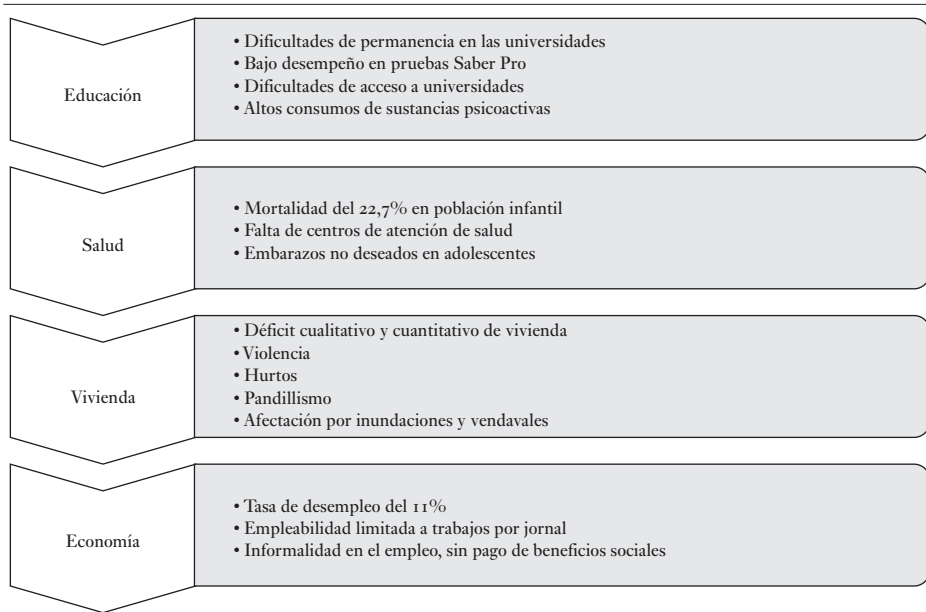 Educación
• Dificultades de permanencia en las universidades
• Bajo desempeño en pruebas Saber Pro
• Dificultades de acceso a universidades
• Altos consumos de sustancias psicoactivas
Salud
• Mortalidad del 22,7% en población infantil
• Falta de centros de atención de salud
• Embarazos no deseados en adolescentes
Vivienda
• Déficit cualitativo y cuantitativo de vivienda
• Violencia
• Hurtos
• Pandillismo
• Afectación por inundaciones y vendavales
Economía
• Tasa de desempleo del 11%
• Empleabilidad limitada a trabajos por jornal
• Informalidad en el empleo, sin pago de beneficios sociales